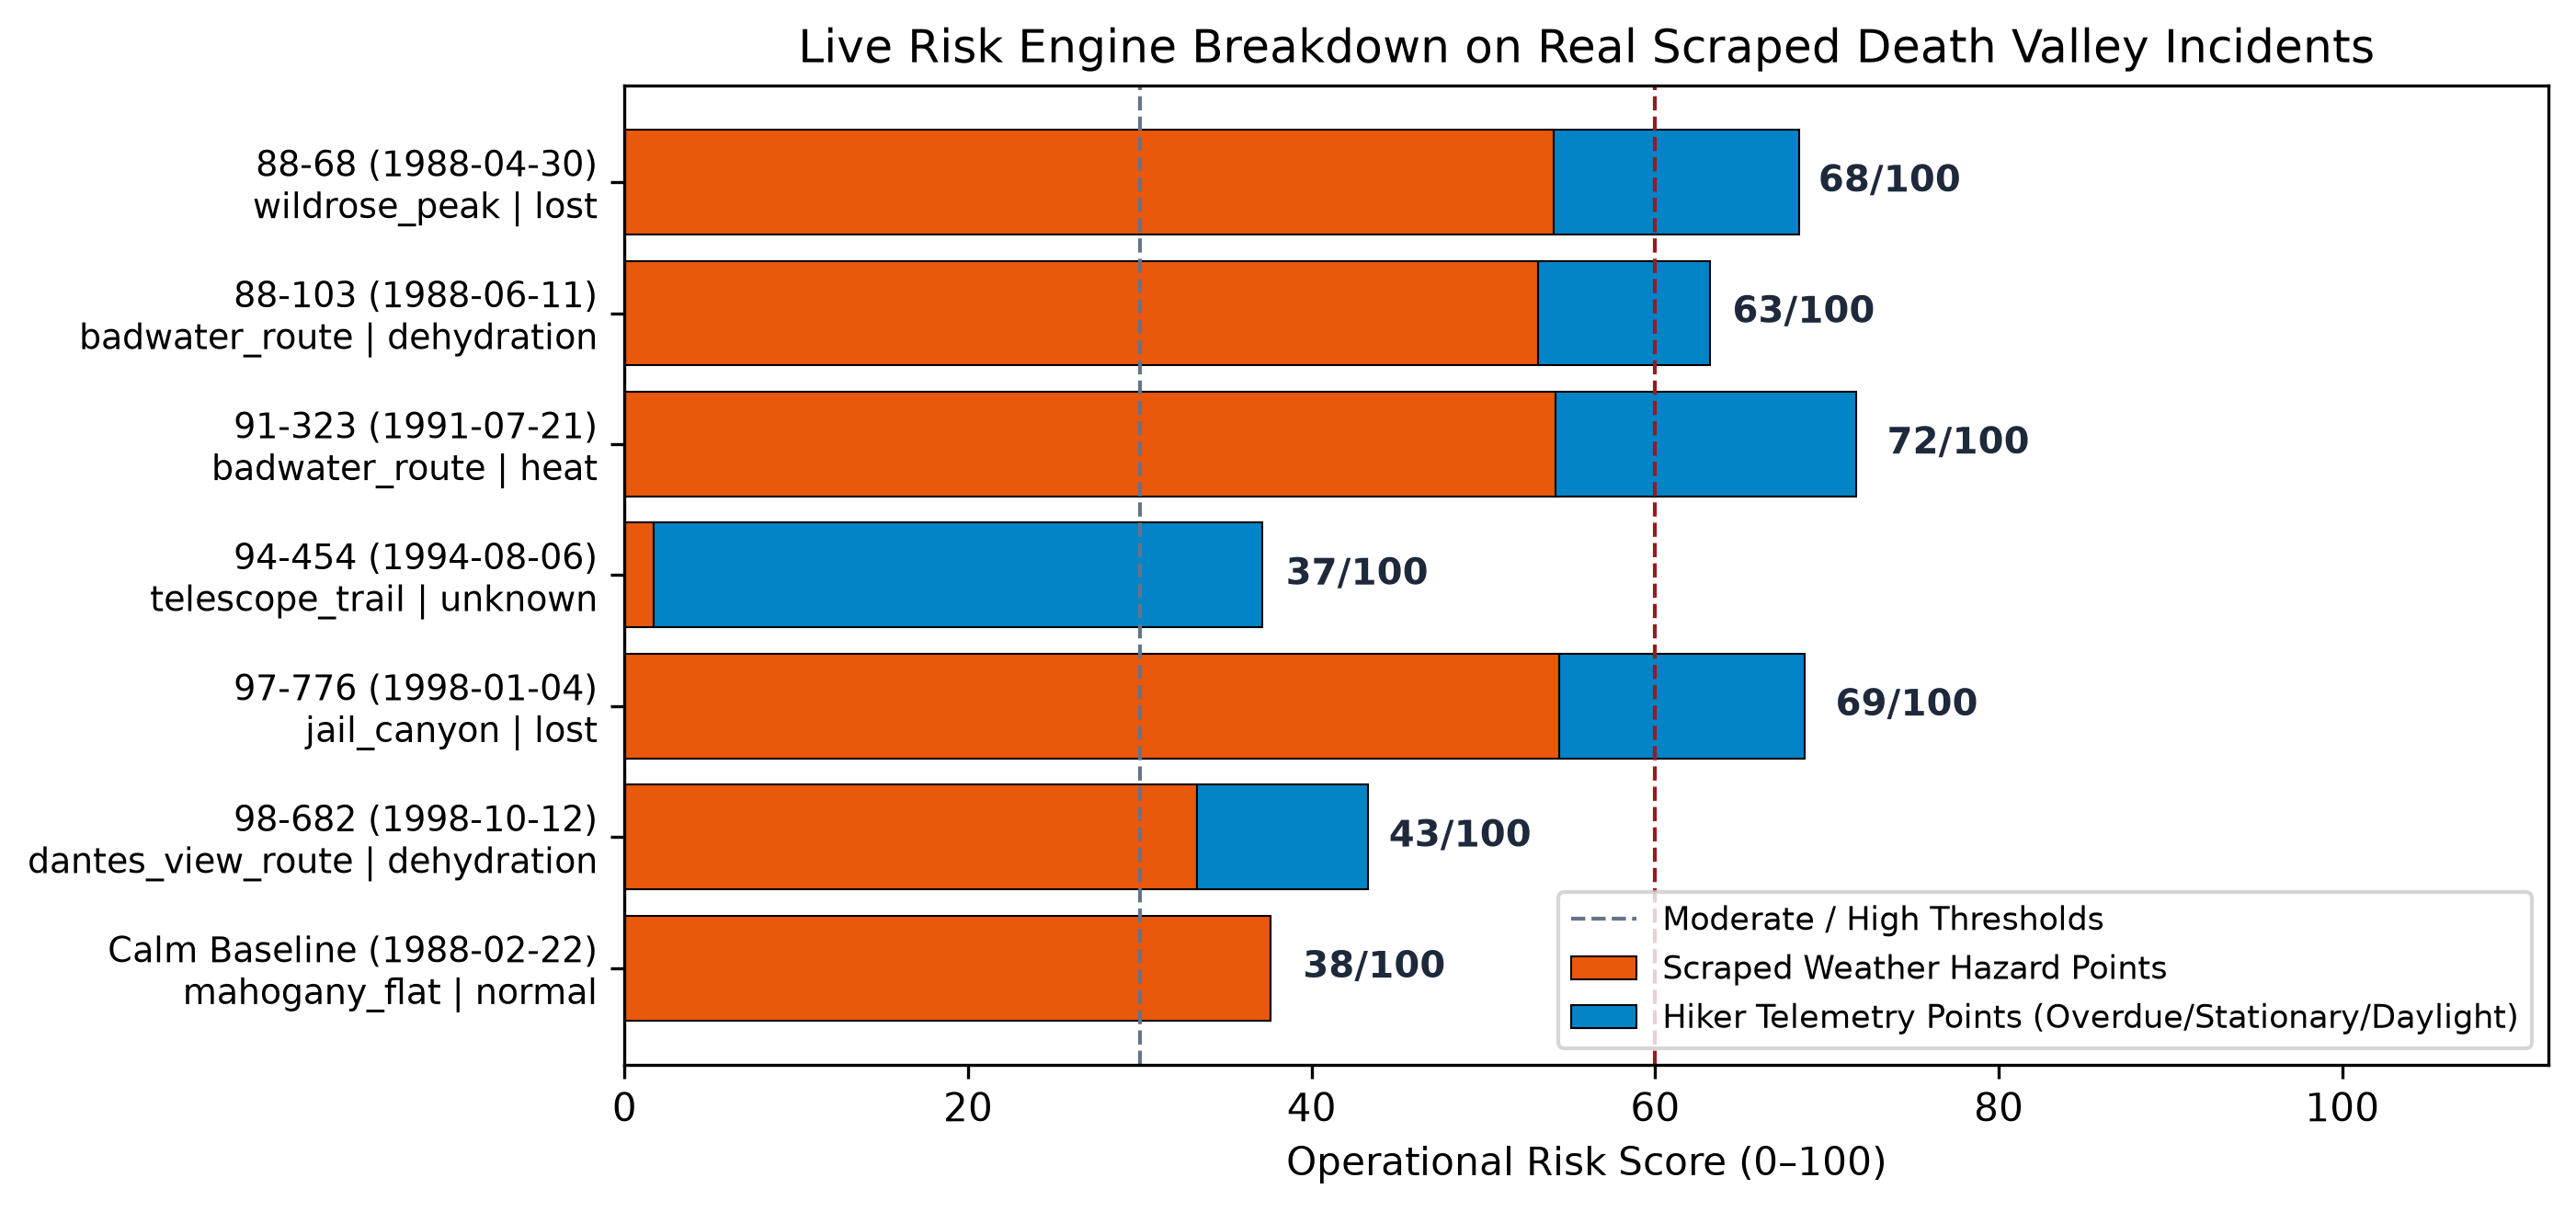 Live Risk Engine Breakdown on Real Scraped Death Valley Incidents
88-68 (1988-04-30)
wildrose_peak | lost
68/100
88-103 (1988-06-11)
badwater_route | dehydration
63/100
91-323 (1991-07-21)
badwater_route | heat
72/100
94-454 (1994-08-06)
telescope_trail | unknown
37/100
97-776 (1998-01-04)
jail_canyon | lost
69/100
98-682 (1998-10-12)
dantes_view_route | dehydration
43/100
Calm Baseline (1988-02-22)
mahogany_flat | normal
38/100
Moderate / High Thresholds
Scraped Weather Hazard Points
Hiker Telemetry Points (Overdue/Stationary/Daylight)
0 20 40 60 80 100
Operational Risk Score (0–100)